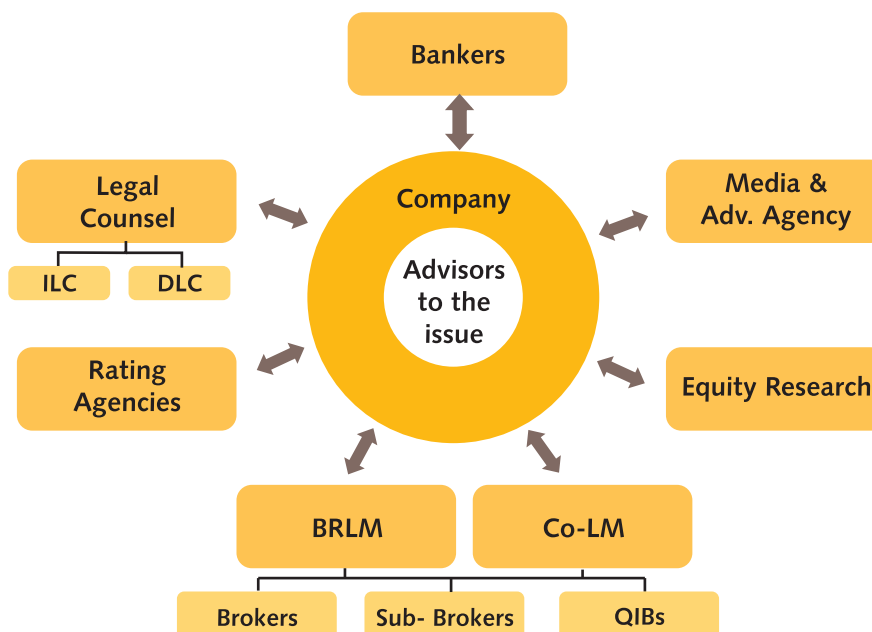 Bankers
Legal
Counsel
Company
Media &
Adv. Agency
ILC
DLC
Advisors
to the
issue
Rating
Agencies
Equity Research
BRLM
Co-LM
Brokers
Sub- Brokers
QIBs